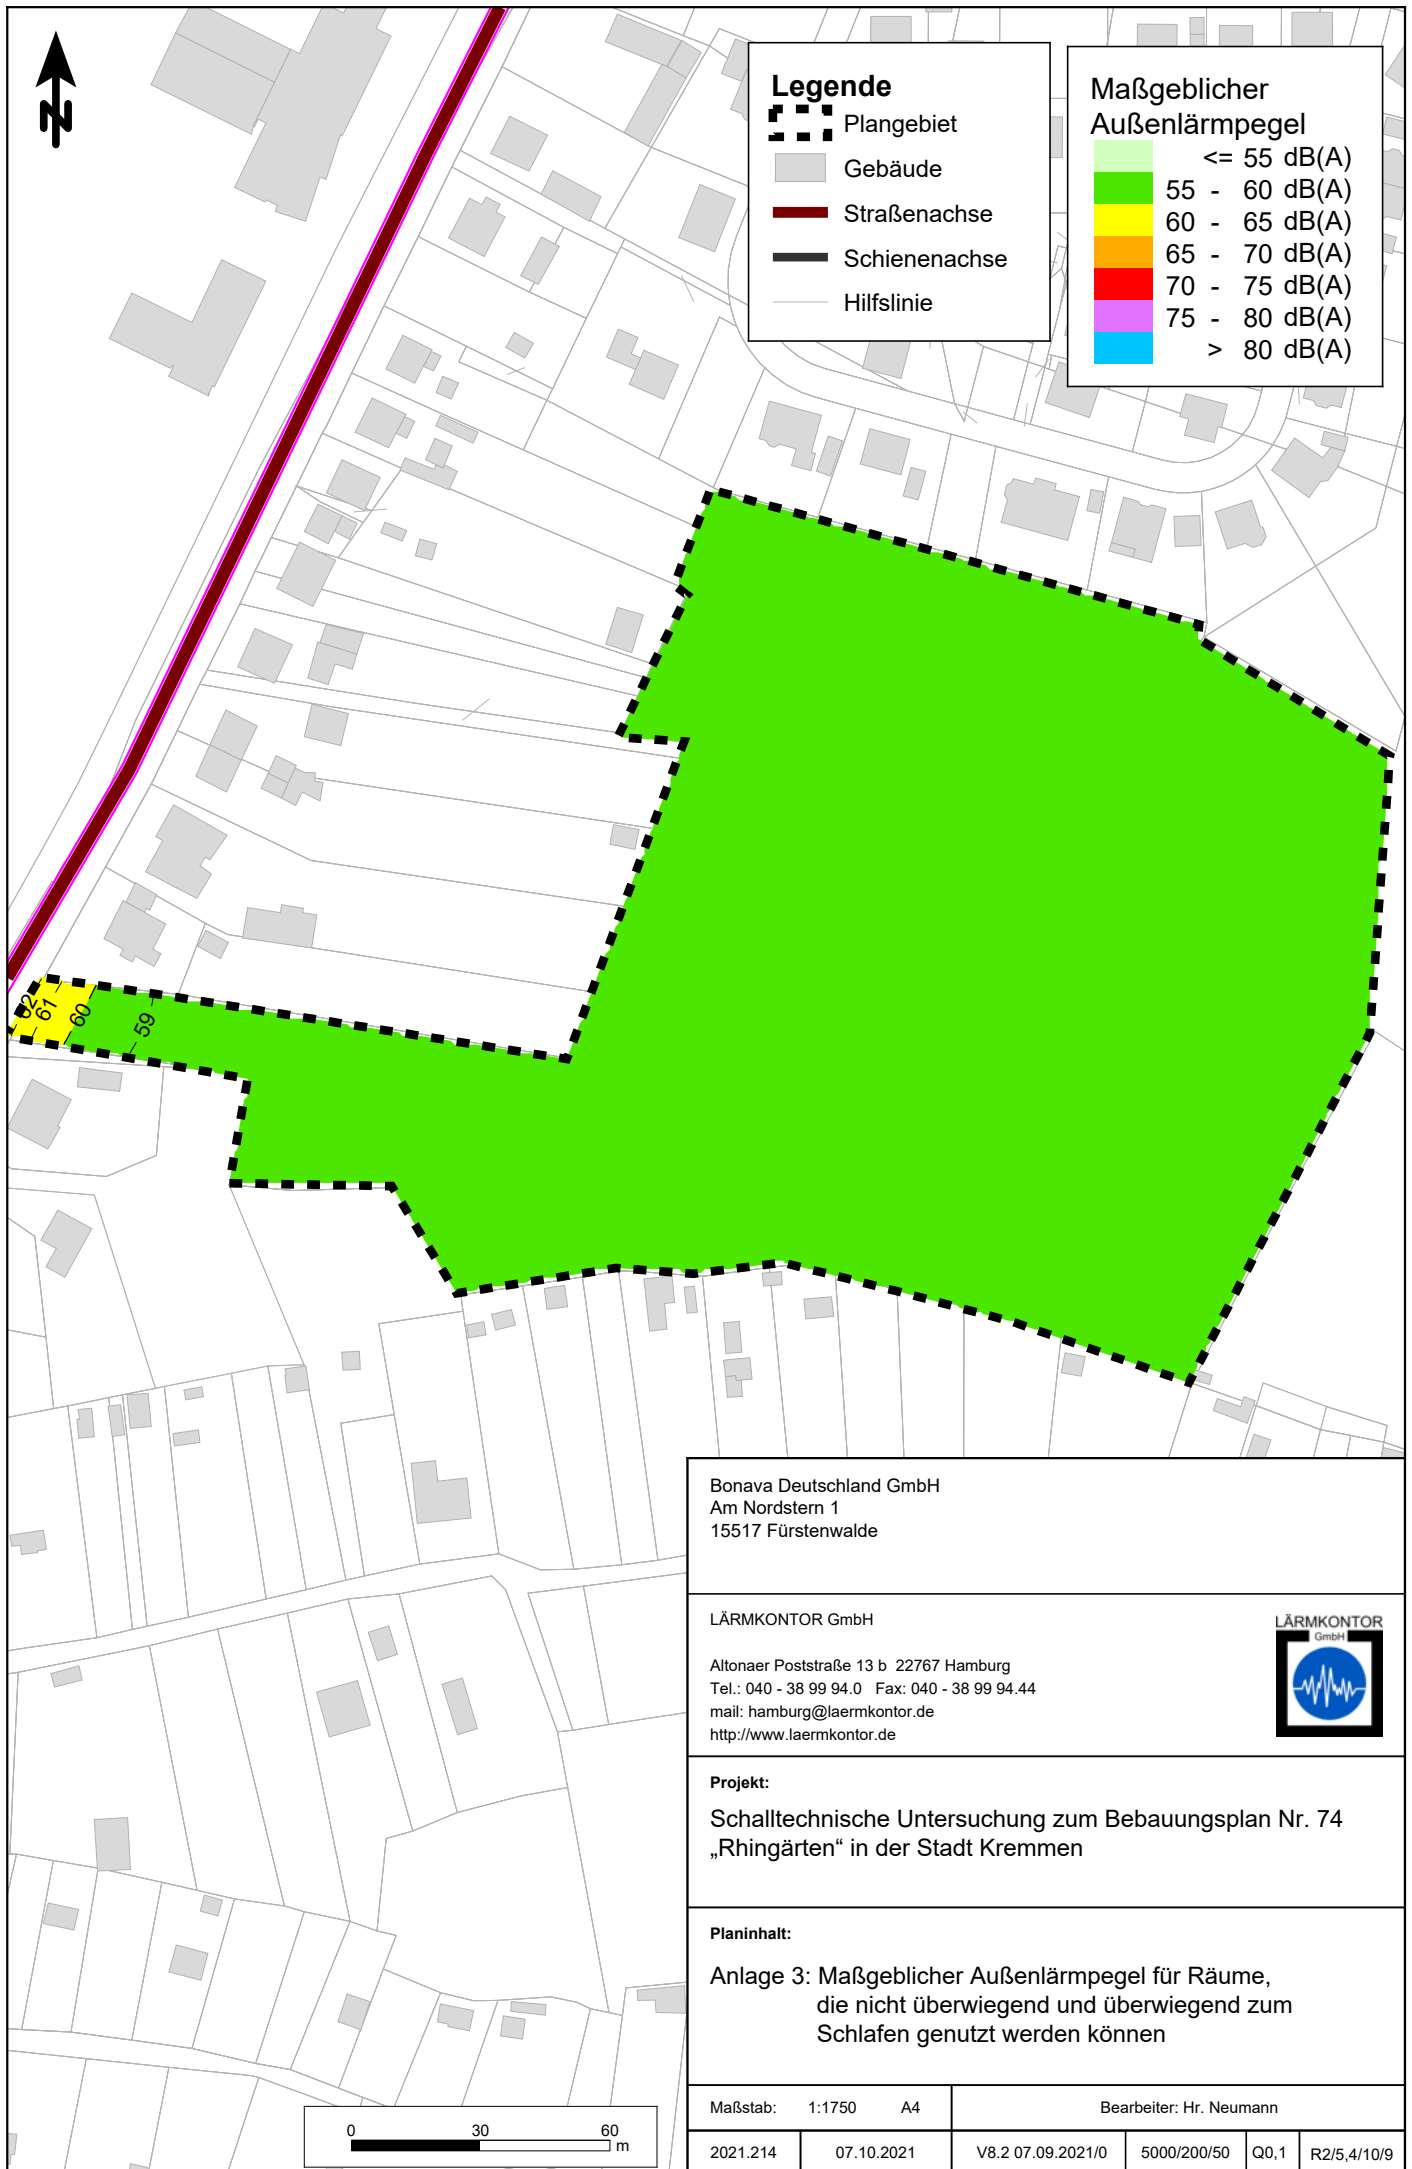 N
Legende
Plangebiet
Gebäude
Straßenachse
Schienenachse
Hilfslinie
Maßgeblicher
Außenlärmpegel
<= 55 dB(A)
55 - 60 dB(A)
60 - 65 dB(A)
65 - 70 dB(A)
70 - 75 dB(A)
75 - 80 dB(A)
> 80 dB(A)
62
61
60
59
Bonava Deutschland GmbH
Am Nordstern 1
15517 Fürstenwalde
LÄRMKONTOR GmbH
Altonaer Poststraße 13 b 22767 Hamburg
Tel.: 040 - 38 99 94.0 Fax: 040 - 38 99 94.44
mail: hamburg@laermkontor.de
http://www.laermkontor.de
LÄRMKONTOR
GmbH
Projekt:
Schalltechnische Untersuchung zum Bebauungsplan Nr. 74
„Rhingärten“ in der Stadt Kremmen
Planinhalt:
Anlage 3: Maßgeblicher Außenlärmpegel für Räume,
die nicht überwiegend und überwiegend zum
Schlafen genutzt werden können
Maßstab: 1:1750 A4 Bearbeiter: Hr. Neumann
2021.214 07.10.2021 V8.2 07.09.2021/0 5000/200/50 Q0,1 R2/5,4/10/9
0 30 60
m